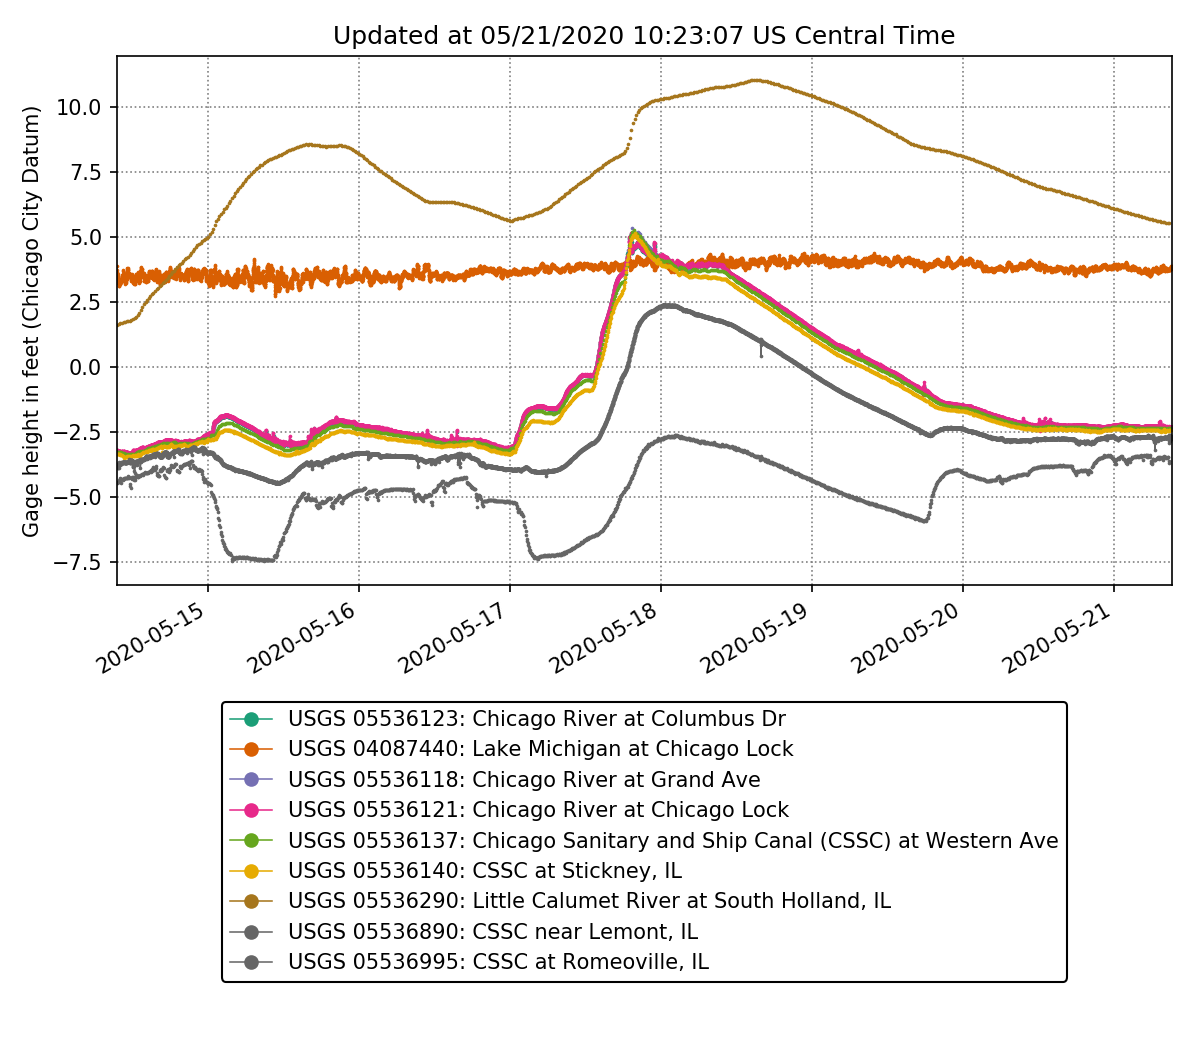 Updated at 05/21/2020 10:23:07 US Central Time
Gage height in feet (Chicago City Datum)
10.0
7.5
5.0
2.5
0.0
−2.5
−5.0
−7.5
2020-05-15
2020-05-16
2020-05-17
2020-05-18
2020-05-19
2020-05-20
2020-05-21
USGS 05536123: Chicago River at Columbus Dr
USGS 04087440: Lake Michigan at Chicago Lock
USGS 05536118: Chicago River at Grand Ave
USGS 05536121: Chicago River at Chicago Lock
USGS 05536137: Chicago Sanitary and Ship Canal (CSSC) at Western Ave
USGS 05536140: CSSC at Stickney, IL
USGS 05536290: Little Calumet River at South Holland, IL
USGS 05536890: CSSC near Lemont, IL
USGS 05536995: CSSC at Romeoville, IL